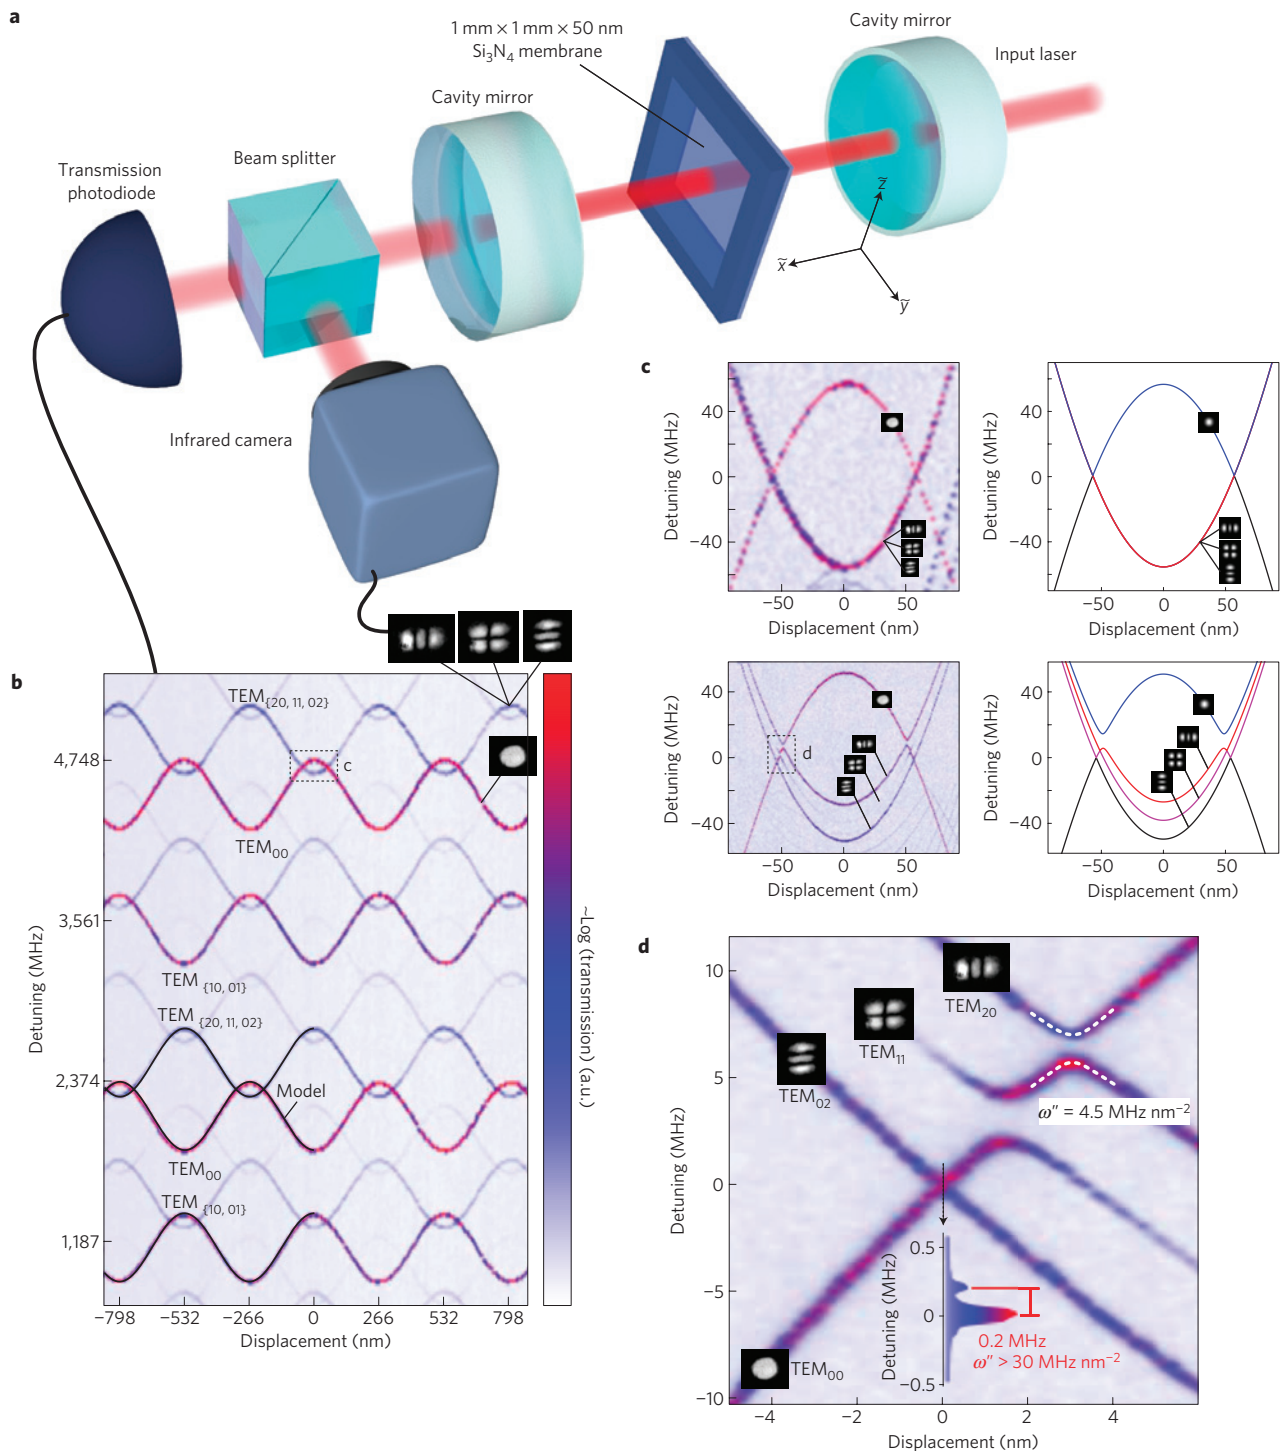 a
1 mm × 1 mm × 50 nm
Si₃N₄ membrane
Cavity mirror
Input laser
Cavity mirror
Beam splitter
Transmission
photodiode
z̃
x̃
ỹ
Infrared camera
b
TEM{20, 11, 02}
c
TEM₀₀
TEM{10, 01}
TEM{20, 11, 02}
Model
TEM₀₀
TEM{10, 01}
4,748
3,561
2,374
1,187
Detuning (MHz)
−798 −532 −266 0 266 532 798
Displacement (nm)
~Log (transmission) (a.u.)
c
40
0
−40
Detuning (MHz)
−50 0 50
Displacement (nm)
40
0
−40
Detuning (MHz)
−50 0 50
Displacement (nm)
d
40
0
−40
Detuning (MHz)
−50 0 50
Displacement (nm)
40
0
−40
Detuning (MHz)
−50 0 50
Displacement (nm)
d
10
5
0
−5
−10
Detuning (MHz)
TEM₂₀
TEM₁₁
TEM₀₂
ω″ = 4.5 MHz nm⁻²
0.5
0
−0.5
Detuning (MHz)
0.2 MHz
ω″ > 30 MHz nm⁻²
TEM₀₀
−4 −2 0 2 4
Displacement (nm)